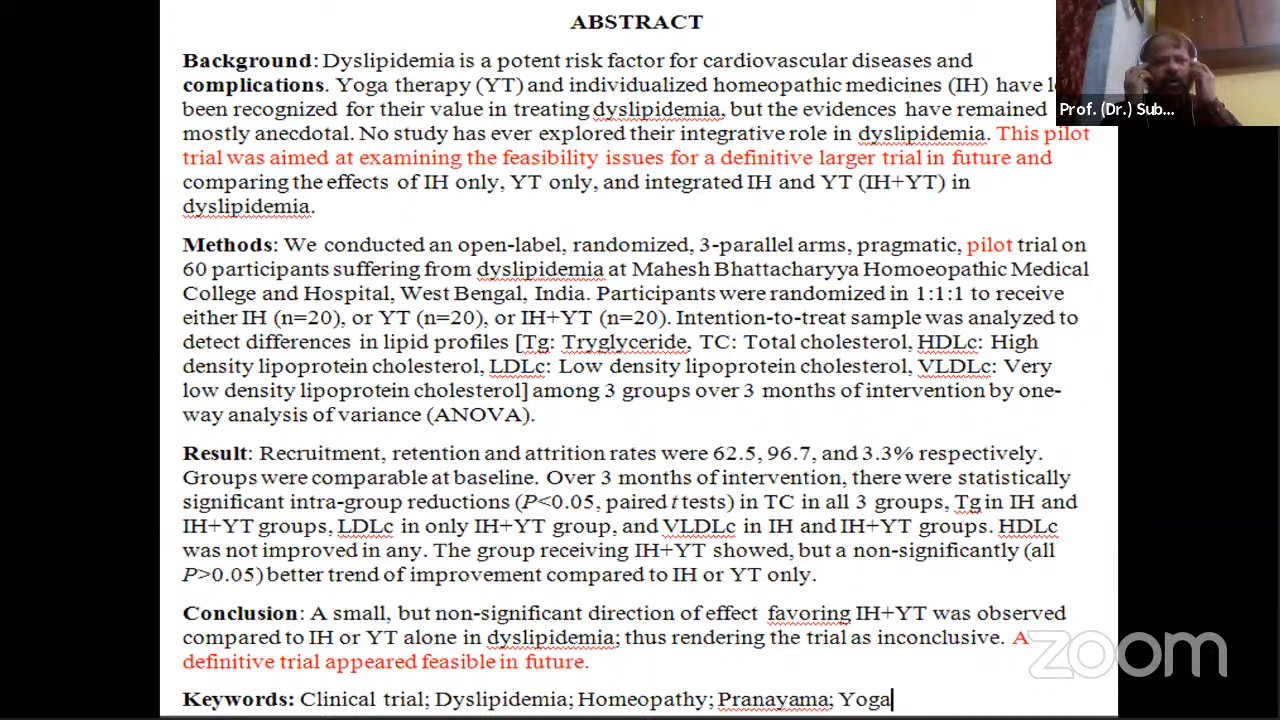 ABSTRACT
Background: Dyslipidemia is a potent risk factor for cardiovascular diseases and
complications. Yoga therapy (YT) and individualized homeopathic medicines (IH) have
been recognized for their value in treating dyslipidemia, but the evidences have remained
mostly anecdotal. No study has ever explored their integrative role in dyslipidemia. This pilot
trial was aimed at examining the feasibility issues for a definitive larger trial in future and
comparing the effects of IH only, YT only, and integrated IH and YT (IH+YT) in
dyslipidemia.
Methods: We conducted an open-label, randomized, 3-parallel arms, pragmatic, pilot trial on
60 participants suffering from dyslipidemia at Mahesh Bhattacharyya Homoeopathic Medical
College and Hospital, West Bengal, India. Participants were randomized in 1:1:1 to receive
either IH (n=20), or YT (n=20), or IH+YT (n=20). Intention-to-treat sample was analyzed to
detect differences in lipid profiles [Tg: Tryglyceride, TC: Total cholesterol, HDLc: High
density lipoprotein cholesterol, LDLc: Low density lipoprotein cholesterol, VLDLc: Very
low density lipoprotein cholesterol] among 3 groups over 3 months of intervention by one-
way analysis of variance (ANOVA).
Result: Recruitment, retention and attrition rates were 62.5, 96.7, and 3.3% respectively.
Groups were comparable at baseline. Over 3 months of intervention, there were statistically
significant intra-group reductions (P<0.05, paired t tests) in TC in all 3 groups, Tg in IH and
IH+YT groups, LDLc in only IH+YT group, and VLDLc in IH and IH+YT groups. HDLc
was not improved in any. The group receiving IH+YT showed, but a non-significantly (all
P>0.05) better trend of improvement compared to IH or YT only.
Conclusion: A small, but non-significant direction of effect favoring IH+YT was observed
compared to IH or YT alone in dyslipidemia; thus rendering the trial as inconclusive. A
definitive trial appeared feasible in future.
Keywords: Clinical trial; Dyslipidemia; Homeopathy; Pranayama; Yoga
Prof. (Dr.) Sub...
zoom